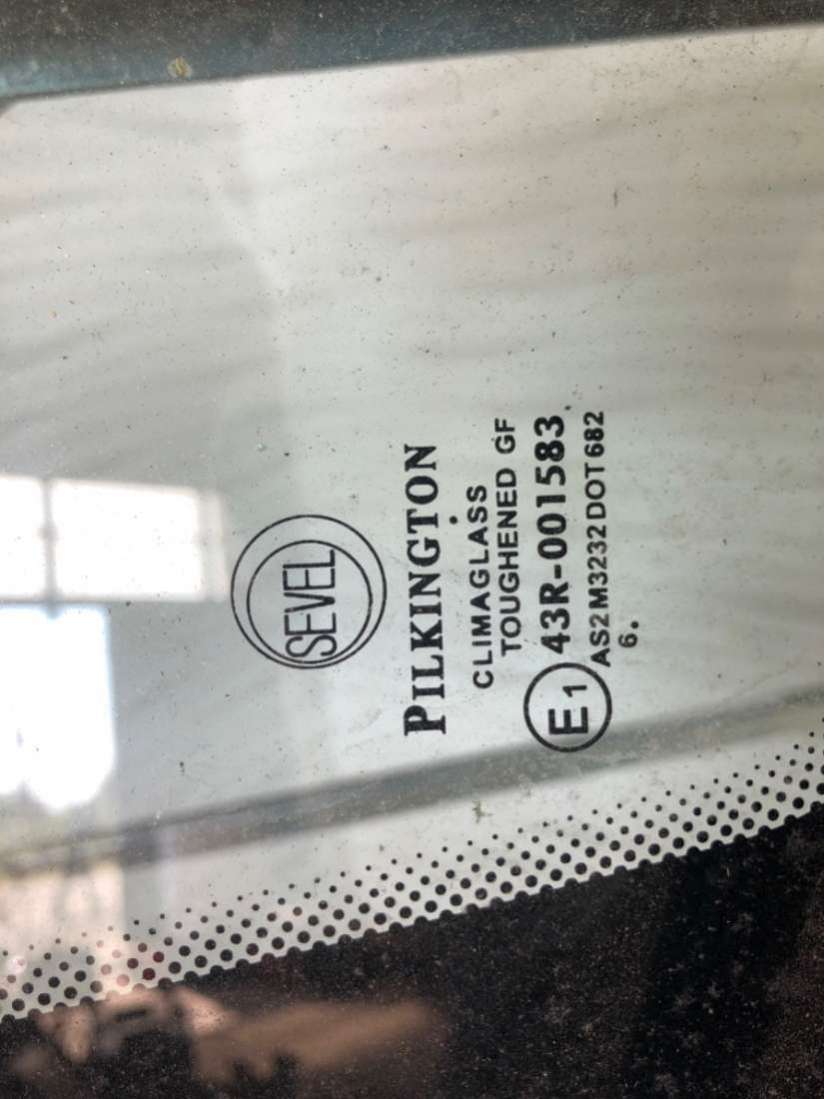 SEVEL
PILKINGTON
CLIMAGLASS
TOUGHENED GF
E1 43R-001583
AS2 M3232 DOT 682
6.